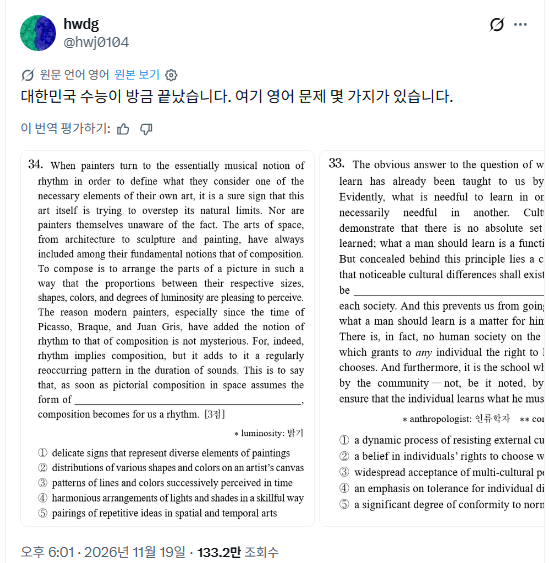 hwdg
@hwj0104
원문 언어 영어 원본 보기
대한민국 수능이 방금 끝났습니다. 여기 영어 문제 몇 가지가 있습니다.
이 번역 평가하기:
34. When painters turn to the essentially musical notion of
rhythm in order to define what they consider one of the
necessary elements of their own art, it is a sure sign that this
art itself is trying to overstep its natural limits. Nor are
painters themselves unaware of the fact. The arts of space,
from architecture to sculpture and painting, have always
included among their fundamental notions that of composition.
To compose is to arrange the parts of a picture in such a
way that the proportions between their respective sizes,
shapes, colors, and degrees of luminosity are pleasing to perceive.
The reason modern painters, especially since the time of
Picasso, Braque, and Juan Gris, have added the notion of
rhythm to that of composition is not mysterious. For, indeed,
rhythm implies composition, but it adds to it a regularly
reoccurring pattern in the duration of sounds. This is to say
that, as soon as pictorial composition in space assumes the
form of ____________________,
composition becomes for us a rhythm. [3점]
* luminosity: 밝기
① delicate signs that represent diverse elements of paintings
② distributions of various shapes and colors on an artist's canvas
③ patterns of lines and colors successively perceived in time
④ harmonious arrangements of lights and shades in a skillful way
⑤ pairings of repetitive ideas in spatial and temporal arts
33. The obvious answer to the question of w
learn has already been taught to us by
Evidently, what is needful to learn in on
necessarily needful in another. Cult
demonstrate that there is no absolute set
learned; what a man should learn is a functi
But concealed behind this principle lies a c
that noticeable cultural differences shall exist
be ____________________
each society. And this prevents us from going
what a man should learn is a matter for him
There is, in fact, no human society on the
which grants to any individual the right to l
chooses. And furthermore, it is the school wh
by the community — not, be it noted, by
ensure that the individual learns what he mus
* anthropologist: 인류학자 ** con
① a dynamic process of resisting external cu
② a belief in individuals' rights to choose w
③ widespread acceptance of multi-cultural pe
④ an emphasis on tolerance for individual di
⑤ a significant degree of conformity to norm
오후 6:01 · 2026년 11월 19일 · 133.2만 조회수